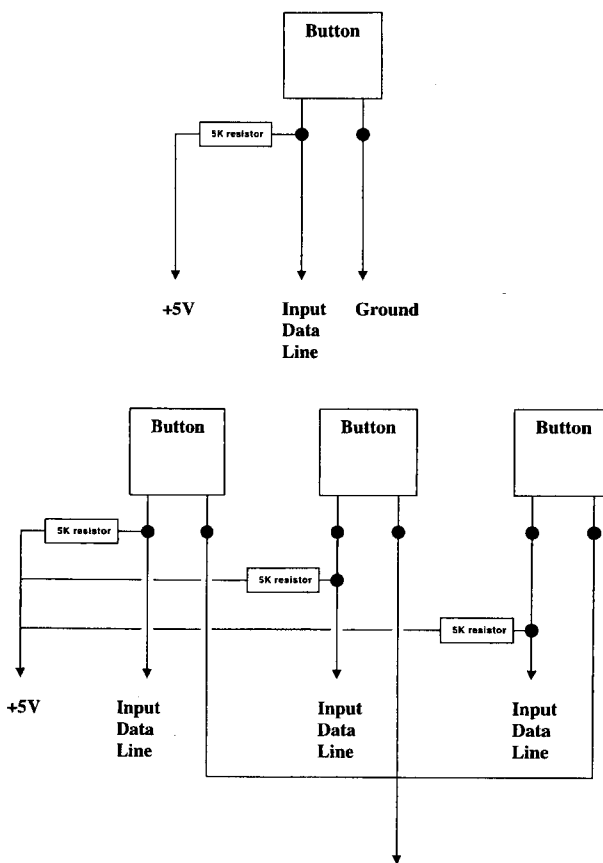 Button
5K resistor
+5V
Input
Data
Line
Ground
Button
Button
Button
5K resistor
5K resistor
5K resistor
+5V
Input
Data
Line
Input
Data
Line
Input
Data
Line